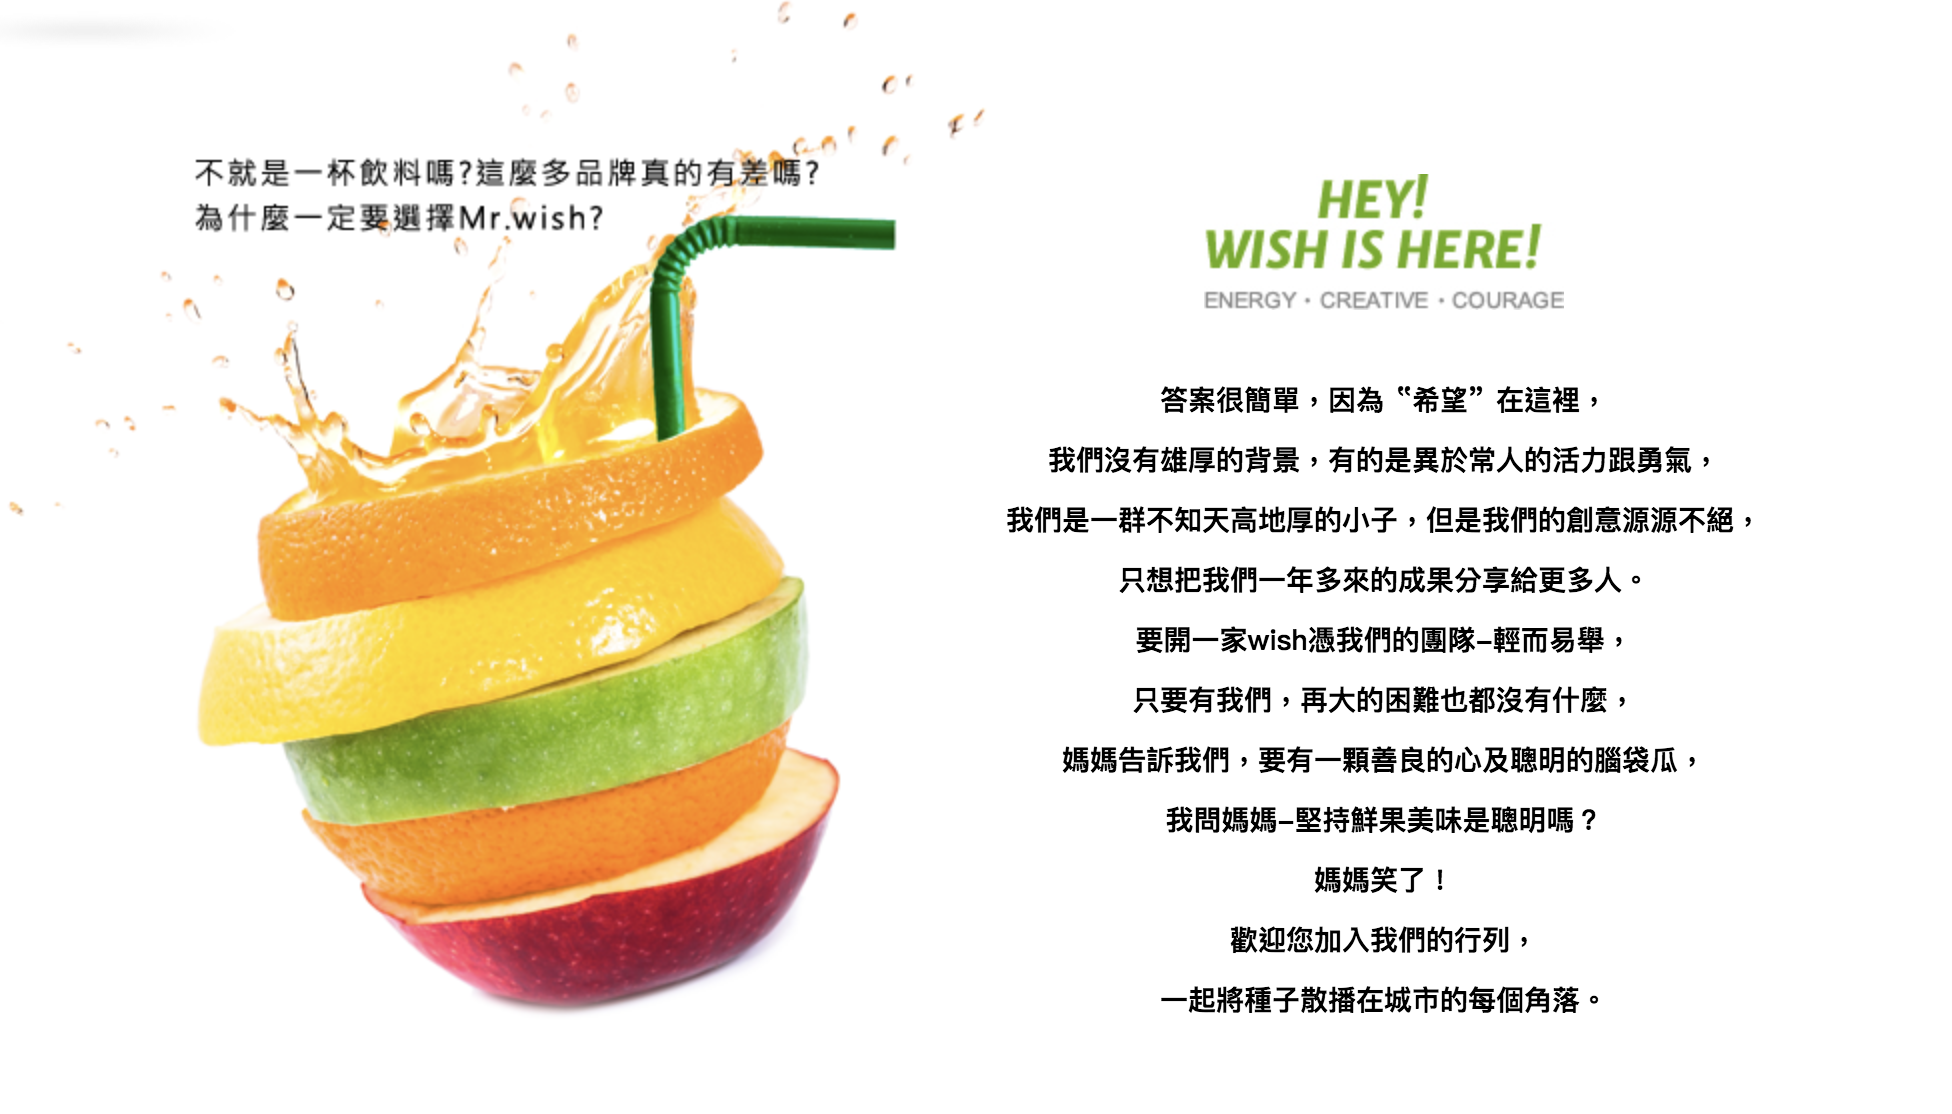 不就是一杯飲料嗎?這麼多品牌真的有差嗎?
為什麼一定要選擇Mr.wish?
HEY!
WISH IS HERE!
ENERGY・CREATIVE・COURAGE
答案很簡單，因為〝希望”在這裡，
我們沒有雄厚的背景，有的是異於常人的活力跟勇氣，
我們是一群不知天高地厚的小子，但是我們的創意源源不絕，
只想把我們一年多來的成果分享給更多人。
要開一家wish憑我們的團隊–輕而易舉，
只要有我們，再大的困難也都沒有什麼，
媽媽告訴我們，要有一顆善良的心及聰明的腦袋瓜，
我問媽媽–堅持鮮果美味是聰明嗎？
媽媽笑了！
歡迎您加入我們的行列，
一起將種子散播在城市的每個角落。